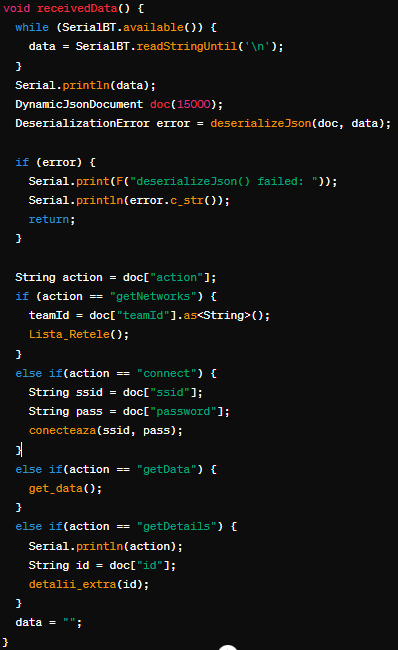 void receivedData() {
  while (SerialBT.available()) {
    data = SerialBT.readStringUntil('\n');
  }
  Serial.println(data);
  DynamicJsonDocument doc(15000);
  DeserializationError error = deserializeJson(doc, data);

  if (error) {
    Serial.print(F("deserializeJson() failed: "));
    Serial.println(error.c_str());
    return;
  }

  String action = doc["action"];
  if (action == "getNetworks") {
    teamId = doc["teamId"].as<String>();
    Lista_Retele();
  }
  else if(action == "connect") {
    String ssid = doc["ssid"];
    String pass = doc["password"];
    conecteaza(ssid, pass);
  }
  else if(action == "getData") {
    get_data();
  }
  else if(action == "getDetails") {
    Serial.println(action);
    String id = doc["id"];
    detalii_extra(id);
  }
  data = "";
}